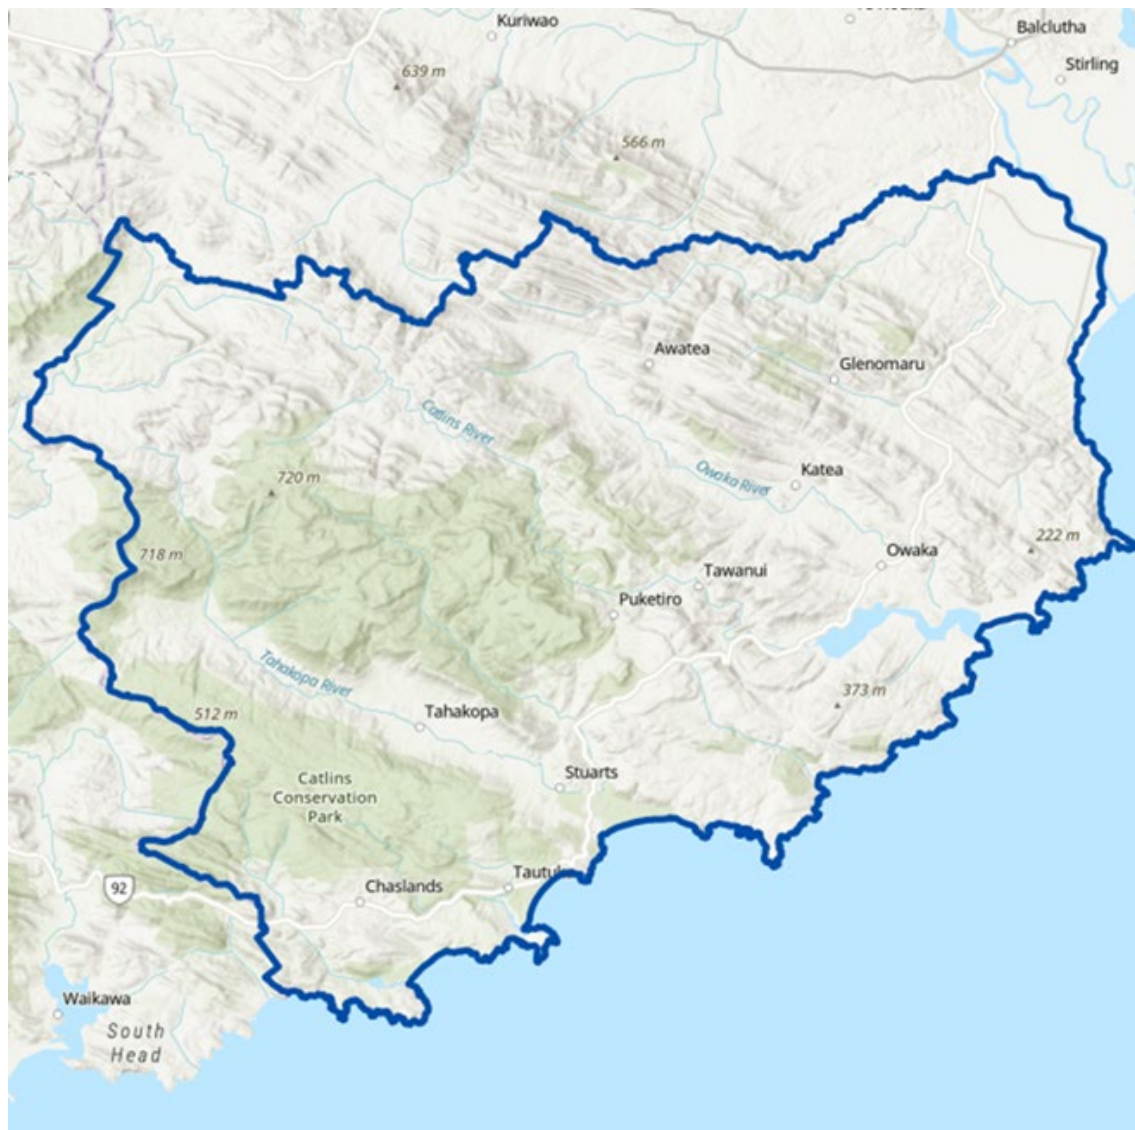 Kuriwao
Balclutha
Stirling
639 m
566 m
Awatea
Glenomaru
Catlins River
Owaka River
Katea
720 m
718 m
222 m
Owaka
Tawanui
Puketiro
Tahakopa River
373 m
512 m
Tahakopa
Stuarts
Catlins
Conservation
Park
92
Chaslands
Waikawa
South
Head